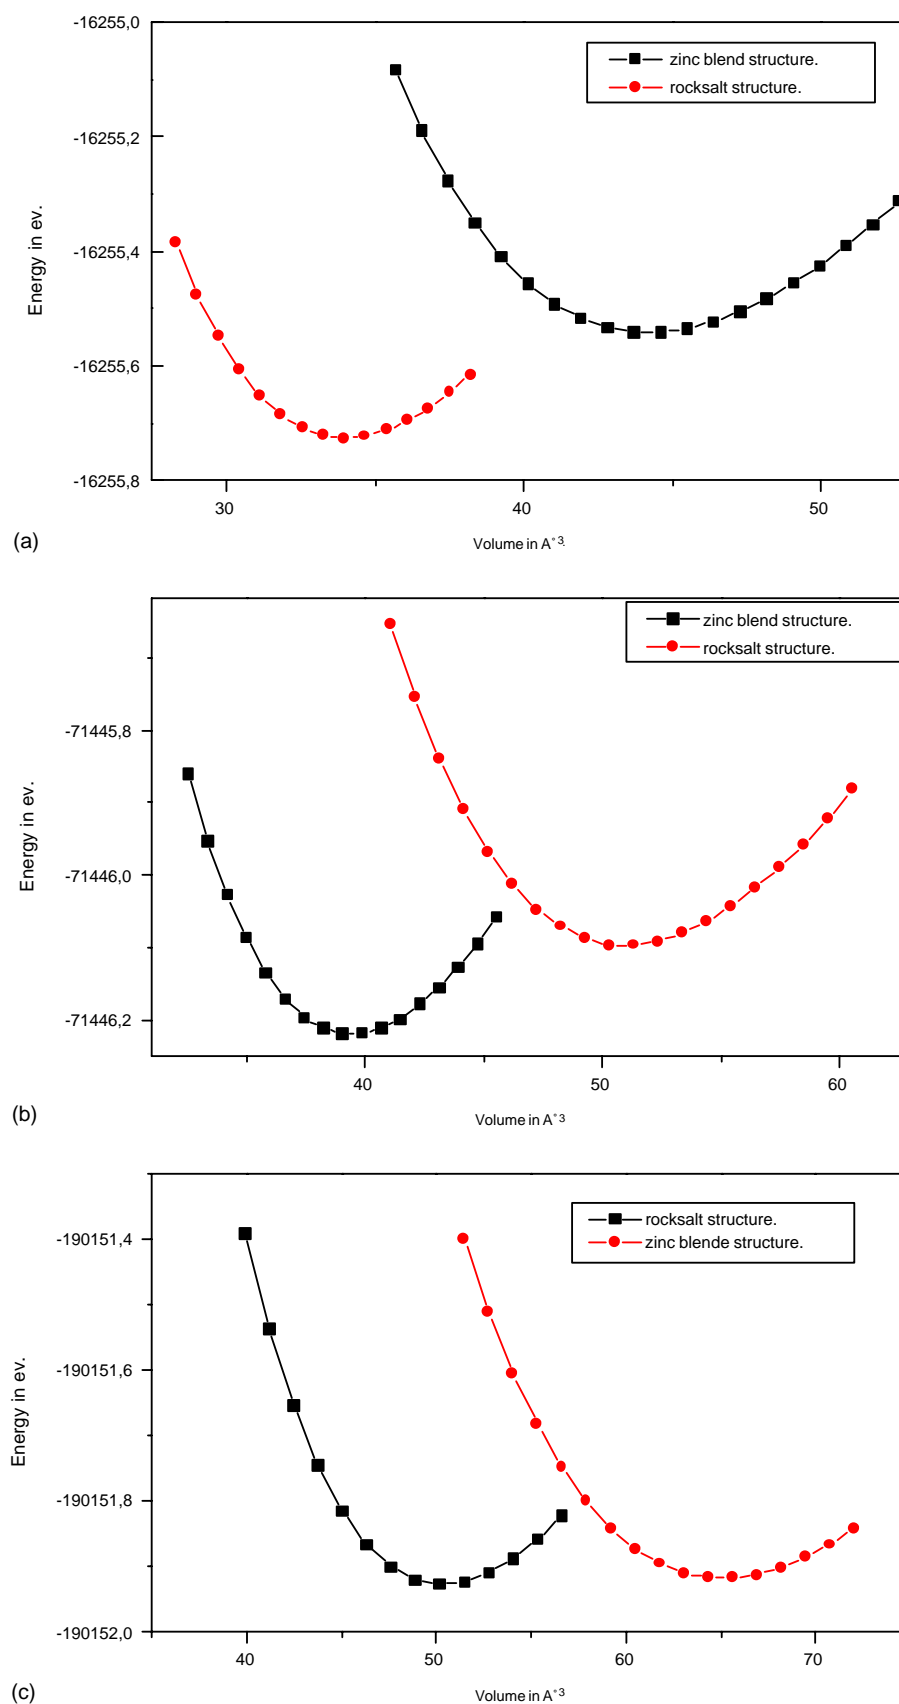 (a)
-16255,0
-16255,2
-16255,4
-16255,6
-16255,8
Energy in ev.
zinc blend structure.
rocksalt structure.
30
40
50
Volume in A°3.
(b)
-71445,8
-71446,0
-71446,2
Energy in ev.
zinc blend structure.
rocksalt structure.
40
50
60
Volume in A°3
(c)
-190151,4
-190151,6
-190151,8
-190152,0
Energy in ev.
rocksalt structure.
zinc blende structure.
40
50
60
70
Volume in A°3